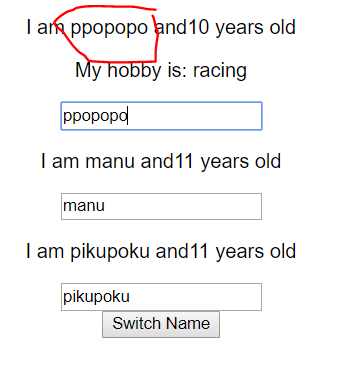 I am ppopopo and10 years old
My hobby is: racing
ppopopo
I am manu and11 years old
manu
I am pikupoku and11 years old
pikupoku
Switch Name